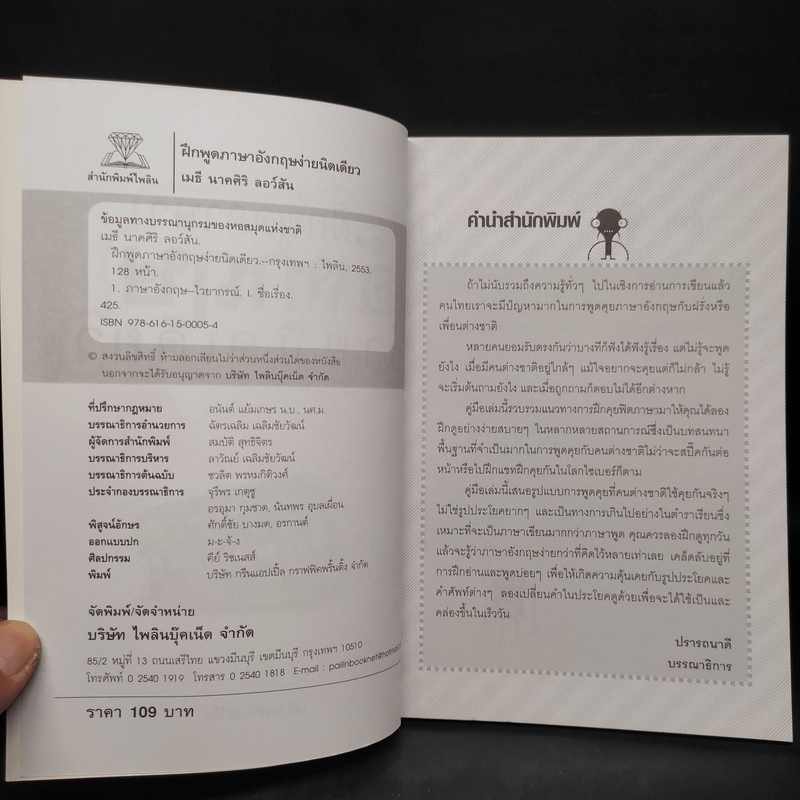 สำนักพิมพ์ไพลิน
ฝึกพูดภาษาอังกฤษง่ายนิดเดียว
เมธี นาคศิริ ลอว์สัน
ข้อมูลทางบรรณานุกรมของหอสมุดแห่งชาติ
เมธี นาคศิริ ลอว์สัน.
ฝึกพูดภาษาอังกฤษง่ายนิดเดียว.--กรุงเทพฯ : ไพลิน, 2553.
128 หน้า.
1. ภาษาอังกฤษ--ไวยากรณ์. I. ชื่อเรื่อง.
425.
ISBN 978-616-15-0005-4
© สงวนลิขสิทธิ์ ห้ามลอกเลียนไม่ว่าส่วนหนึ่งส่วนใดของหนังสือ
นอกจากจะได้รับอนุญาตจาก บริษัท ไพลินบุ๊คเน็ต จำกัด
ที่ปรึกษากฎหมาย อนันต์ แย้มเกษร น.บ., นศ.ม.
บรรณาธิการอำนวยการ ฉัตรเฉลิม เฉลิมชัยวัฒน์
ผู้จัดการสำนักพิมพ์ สมบัติ สุทธิจิตร
บรรณาธิการบริหาร ลาวัณย์ เฉลิมชัยวัฒน์
บรรณาธิการต้นฉบับ ชวลิต พรหมกิติวงศ์
ประจำกองบรรณาธิการ จุรีพร เกตุชู
อรอุมา กุมชาด, นันทพร อุบลเผื่อน
พิสูจน์อักษร ศักดิ์ชัย บางมด, อรกานต์
ออกแบบปก ม-ะ-จั-ง
ศิลปกรรม คีย์ ริชเนสส์
พิมพ์ บริษัท กรีนแอปเปิ้ล กราฟฟิคพริ้นติ้ง จำกัด
จัดพิมพ์/จัดจำหน่าย
บริษัท ไพลินบุ๊คเน็ต จำกัด
85/2 หมู่ที่ 13 ถนนเสรีไทย แขวงมีนบุรี เขตมีนบุรี กรุงเทพฯ 10510
โทรศัพท์ 0 2540 1919 โทรสาร 0 2540 1818 E-mail : pailinbooknet@hotmail.c
ราคา 109 บาท
คำนำสำนักพิมพ์
ถ้าไม่นับรวมถึงความรู้ทั่วๆ ไปในเชิงการอ่านการเขียนแล้ว
คนไทยเราจะมีปัญหามากในการพูดคุยภาษาอังกฤษกับฝรั่งหรือ
เพื่อนต่างชาติ
หลายคนยอมรับตรงกันว่าบางทีก็ฟังได้ฟังรู้เรื่อง แต่ไม่รู้จะพูด
ยังไง เมื่อมีคนต่างชาติอยู่ใกล้ๆ แม้ใจอยากจะคุยแต่ก็ไม่กล้า ไม่รู้
จะเริ่มต้นถามยังไง และเมื่อถูกถามก็ตอบไม่ได้อีกต่างหาก
คู่มือเล่มนี้รวบรวมแนวทางการฝึกคุยฟิตภาษามาให้คุณได้ลอง
ฝึกดูอย่างง่ายสบายๆ ในหลากหลายสถานการณ์ซึ่งเป็นบทสนทนา
พื้นฐานที่จำเป็นมากในการพูดคุยกับคนต่างชาติไม่ว่าจะสปี๊คกันต่อ
หน้าหรือไปฝึกแชทฝึกคุยกันในโลกไซเบอร์ก็ตาม
คู่มือเล่มนี้เสนอรูปแบบการพูดคุยที่คนต่างชาติใช้คุยกันจริงๆ
ไม่ใช่รูปประโยคยากๆ และเป็นทางการเกินไปอย่างในตำราเรียนซึ่ง
เหมาะที่จะเป็นภาษาเขียนมากกว่าภาษาพูด คุณควรลองฝึกดูทุกวัน
แล้วจะรู้ว่าภาษาอังกฤษง่ายกว่าที่คิดไว้หลายเท่าเลย เคล็ดลับอยู่ที่
การฝึกอ่านและพูดบ่อยๆ เพื่อให้เกิดความคุ้นเคยกับรูปประโยคและ
คำศัพท์ต่างๆ ลองเปลี่ยนคำในประโยคดูด้วยเพื่อจะได้ใช้เป็นและ
คล่องขึ้นในเร็ววัน
ปรารถนาดี
บรรณาธิการ